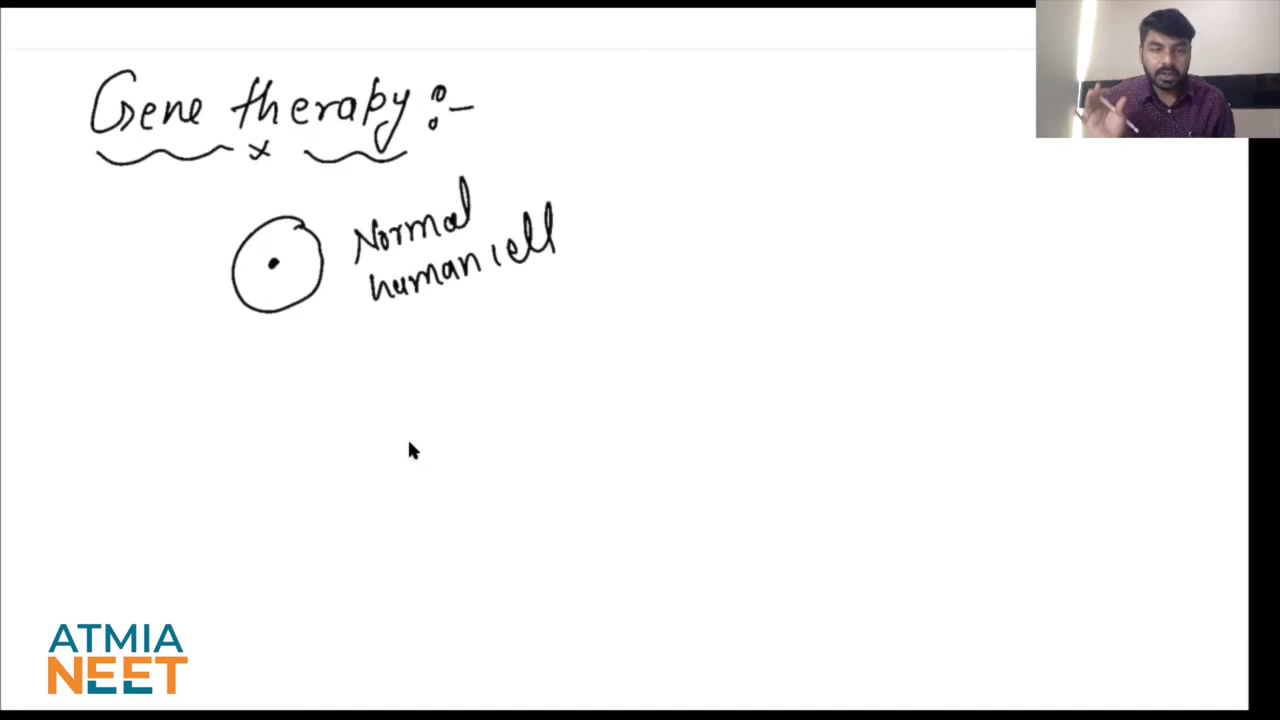 Gene therapy :-
x
Normal
human cell
ATMIA
NEET